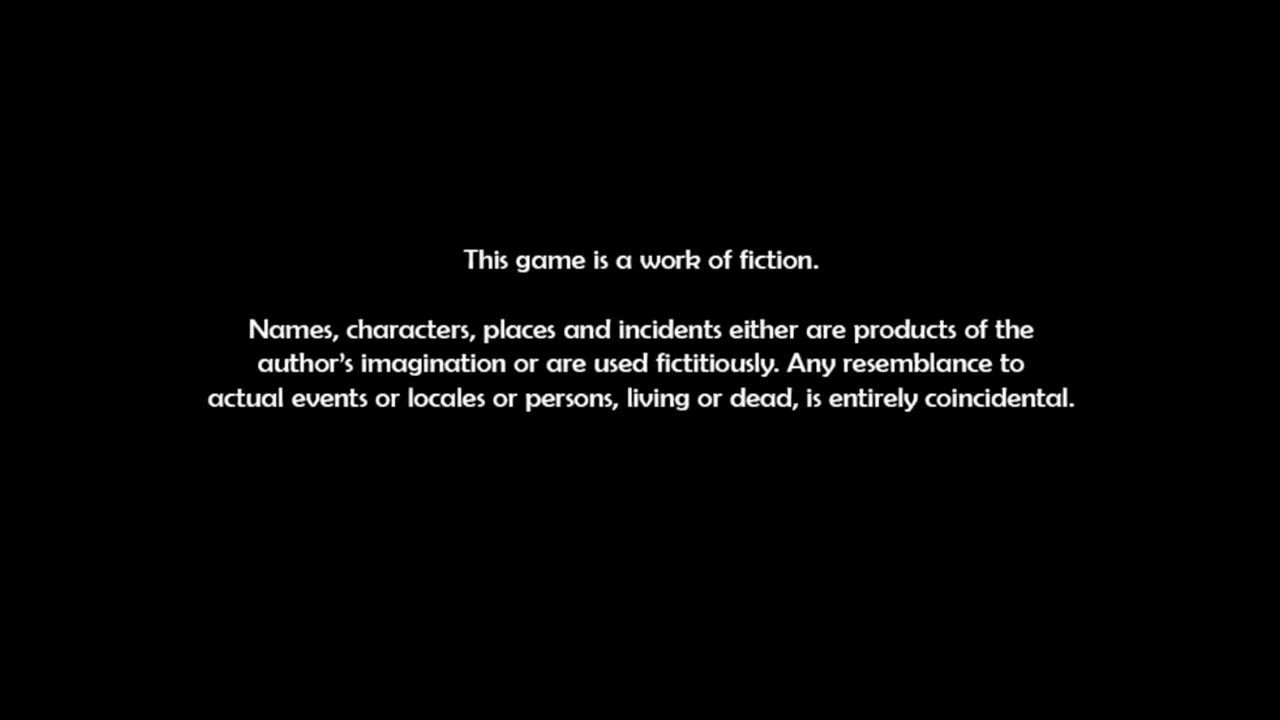 This game is a work of fiction.
Names, characters, places and incidents either are products of the
author’s imagination or are used fictitiously. Any resemblance to
actual events or locales or persons, living or dead, is entirely coincidental.